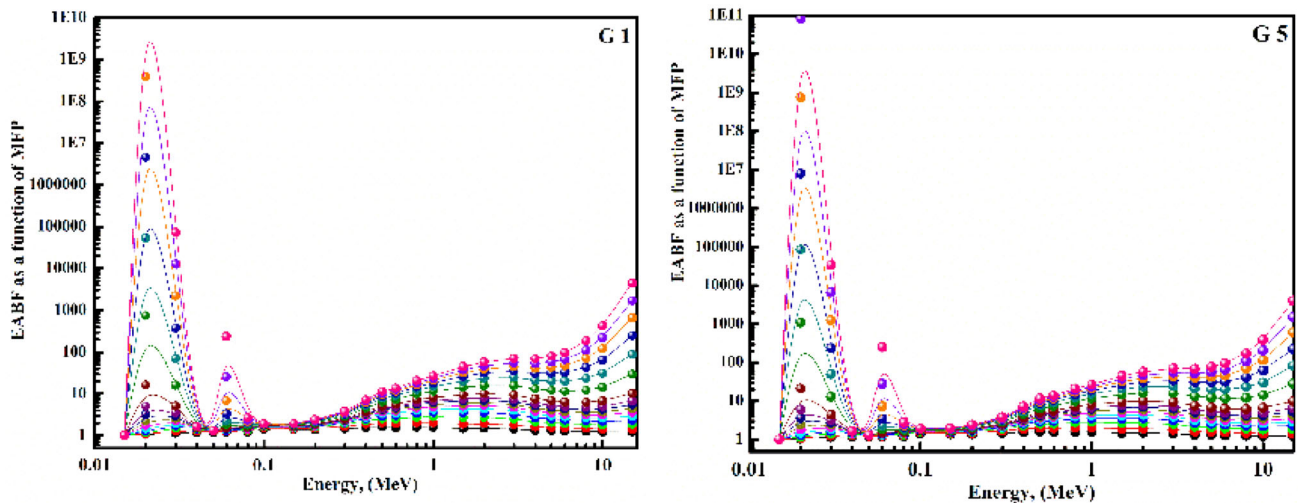 G 1
EABF as a function of MFP
1E10
1E9
1E8
1E7
1000000
100000
10000
1000
100
10
1
0.01
0.1
1
10
Energy, (MeV)
G 5
EABF as a function of MFP
1E11
1E10
1E9
1E8
1E7
1000000
100000
10000
1000
100
10
1
0.01
0.1
1
10
Energy, (MeV)